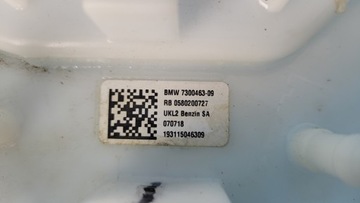 BMW 7300463-09
RB 0580200727
UKL2 Benzin SA
070718
193115046309